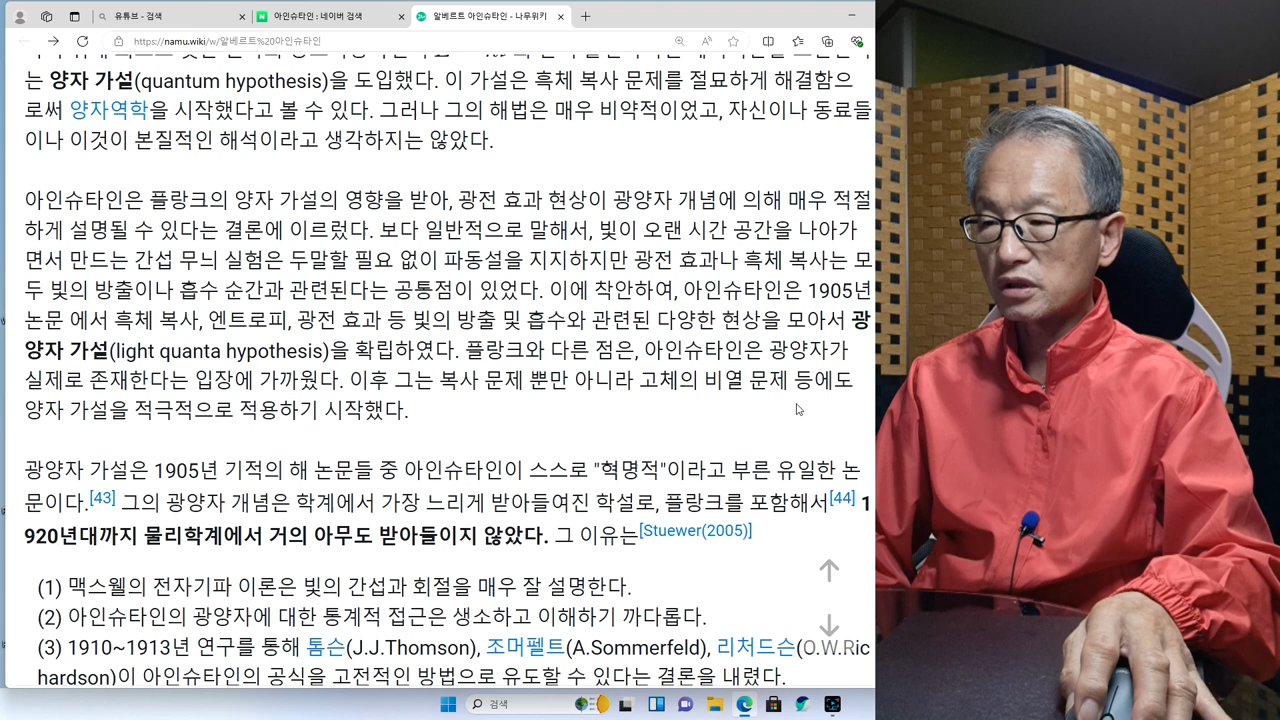 유튜브 - 검색
아인슈타인 : 네이버 검색
알베르트 아인슈타인 - 나무위키
https://namu.wiki/w/알베르트%20아인슈타인
는 양자 가설(quantum hypothesis)을 도입했다. 이 가설은 흑체 복사 문제를 절묘하게 해결함으
로써 양자역학을 시작했다고 볼 수 있다. 그러나 그의 해법은 매우 비약적이었고, 자신이나 동료들
이나 이것이 본질적인 해석이라고 생각하지는 않았다.
아인슈타인은 플랑크의 양자 가설의 영향을 받아, 광전 효과 현상이 광양자 개념에 의해 매우 적절
하게 설명될 수 있다는 결론에 이르렀다. 보다 일반적으로 말해서, 빛이 오랜 시간 공간을 나아가
면서 만드는 간섭 무늬 실험은 두말할 필요 없이 파동설을 지지하지만 광전 효과나 흑체 복사는 모
두 빛의 방출이나 흡수 순간과 관련된다는 공통점이 있었다. 이에 착안하여, 아인슈타인은 1905년
논문 에서 흑체 복사, 엔트로피, 광전 효과 등 빛의 방출 및 흡수와 관련된 다양한 현상을 모아서 광
양자 가설(light quanta hypothesis)을 확립하였다. 플랑크와 다른 점은, 아인슈타인은 광양자가
실제로 존재한다는 입장에 가까웠다. 이후 그는 복사 문제 뿐만 아니라 고체의 비열 문제 등에도
양자 가설을 적극적으로 적용하기 시작했다.
광양자 가설은 1905년 기적의 해 논문들 중 아인슈타인이 스스로 "혁명적"이라고 부른 유일한 논
문이다.[43] 그의 광양자 개념은 학계에서 가장 느리게 받아들여진 학설로, 플랑크를 포함해서[44] 1
920년대까지 물리학계에서 거의 아무도 받아들이지 않았다. 그 이유는[Stuewer(2005)]
(1) 맥스웰의 전자기파 이론은 빛의 간섭과 회절을 매우 잘 설명한다.
(2) 아인슈타인의 광양자에 대한 통계적 접근은 생소하고 이해하기 까다롭다.
(3) 1910~1913년 연구를 통해 톰슨(J.J.Thomson), 조머펠트(A.Sommerfeld), 리처드슨(O.W.Ric
hardson)이 아인슈타인의 공식을 고전적인 방법으로 유도할 수 있다는 결론을 내렸다.
검색